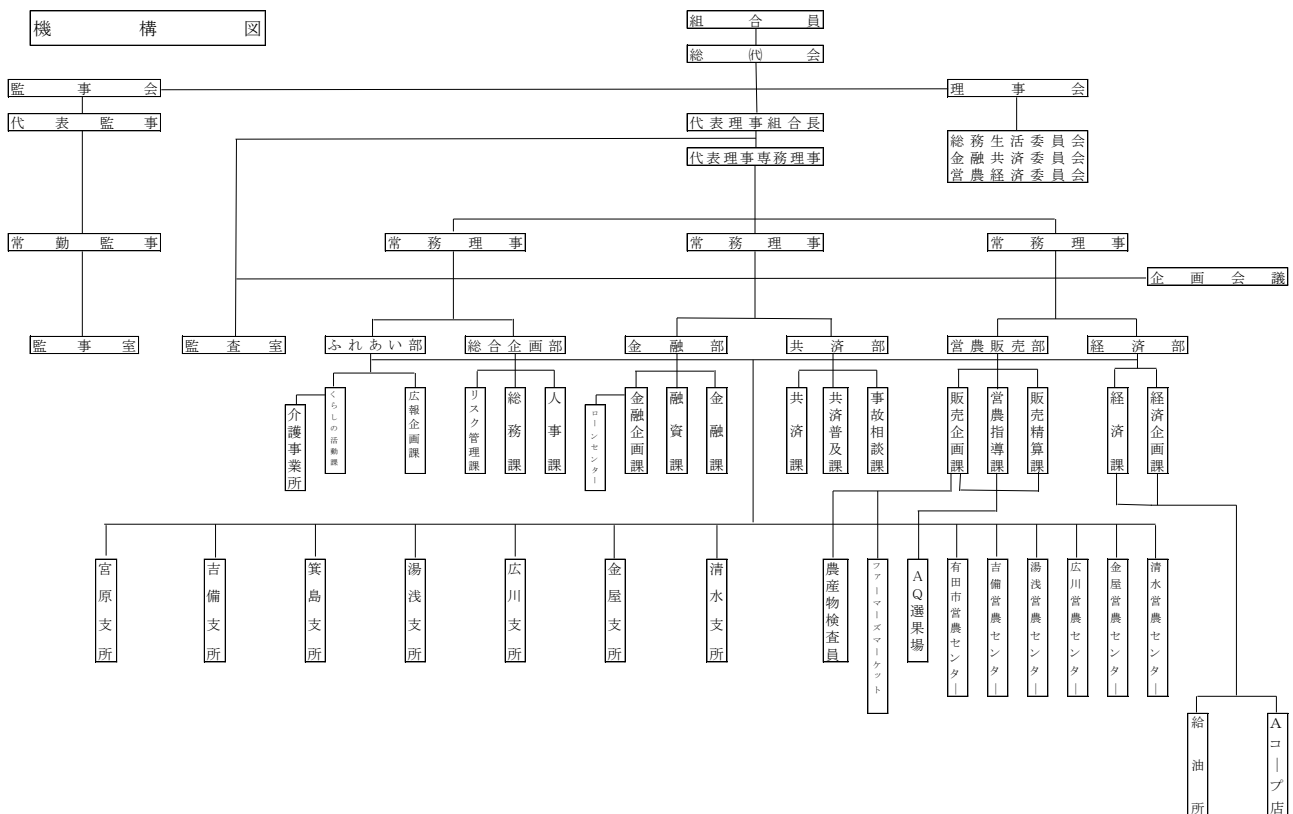 機構図
組合員
総㈹会
監事会
理事会
代表監事
代表理事組合長
総務生活委員会
金融共済委員会
営農経済委員会
代表理事専務理事
常勤監事
常務理事
常務理事
常務理事
企画会議
監事室
監査室
ふれあい部
総合企画部
金融部
共済部
営農販売部
経済部
介護事業所
くらしの活動課
広報企画課
リスク管理課
総務課
人事課
ローンセンター
金融企画課
融資課
金融課
共済課
共済普及課
事故相談課
販売企画課
営農指導課
販売精算課
経済課
経済企画課
宮原支所
吉備支所
箕島支所
湯浅支所
広川支所
金屋支所
清水支所
農産物検査員
ファーマーズマーケット
AQ選果場
有田市営農センター
吉備営農センター
湯浅営農センター
広川営農センター
金屋営農センター
清水営農センター
給油所
Aコープ店